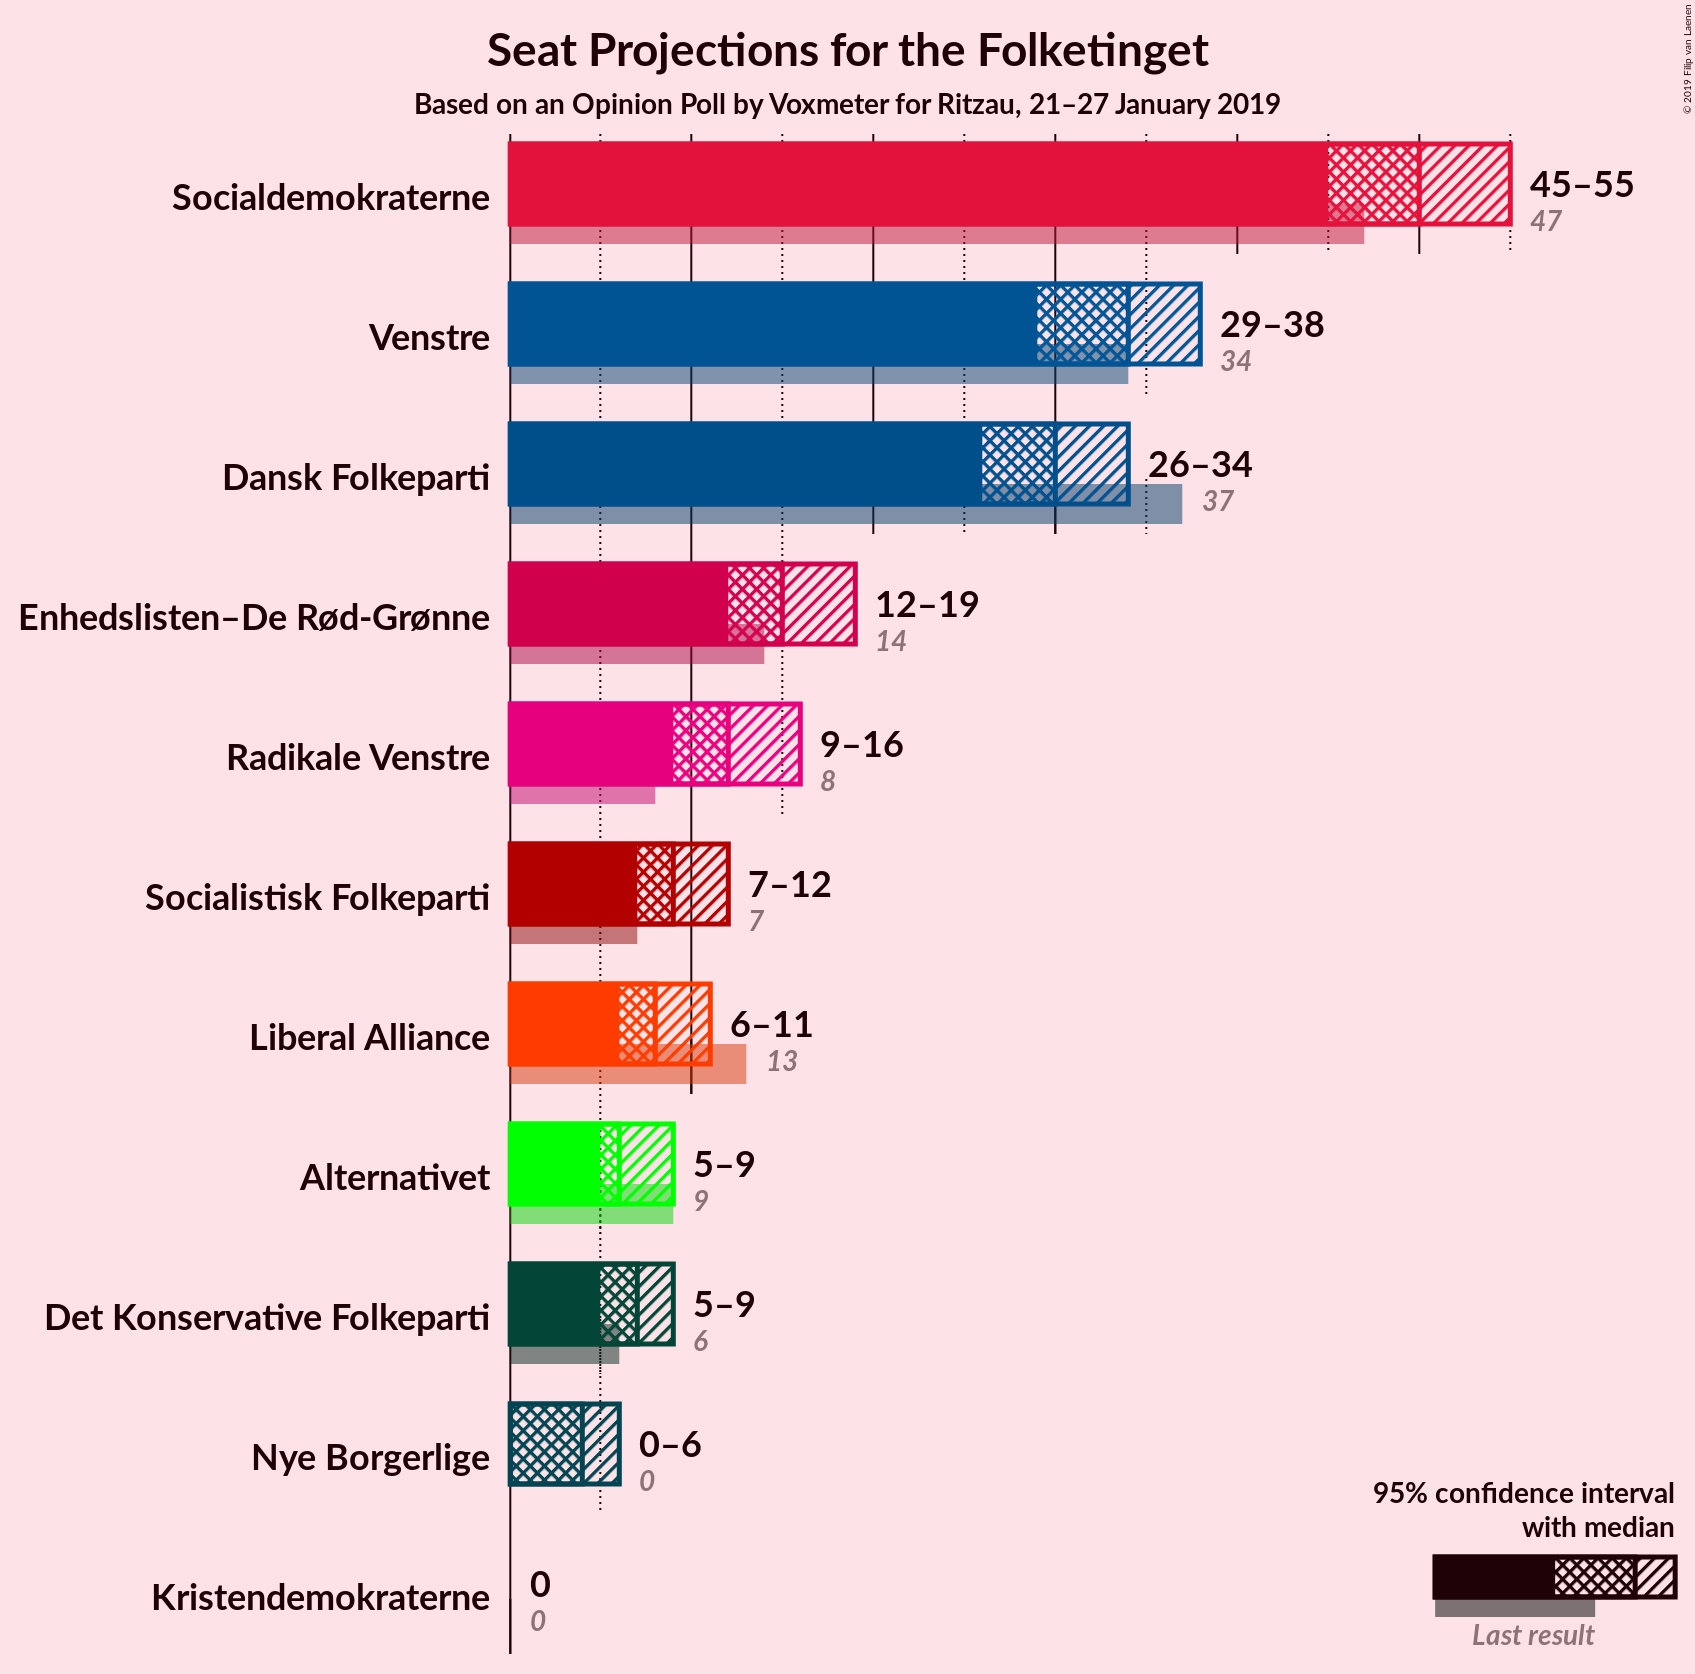 Seat Projections for the Folketinget
Based on an Opinion Poll by Voxmeter for Ritzau, 21–27 January 2019
© 2019 Filip van Laenen
Socialdemokraterne
45–55
47
Venstre
29–38
34
Dansk Folkeparti
26–34
37
Enhedslisten–De Rød-Grønne
12–19
14
Radikale Venstre
9–16
8
Socialistisk Folkeparti
7–12
7
Liberal Alliance
6–11
13
Alternativet
5–9
9
Det Konservative Folkeparti
5–9
6
Nye Borgerlige
0–6
0
Kristendemokraterne
0
0
95% confidence interval
with median
Last result